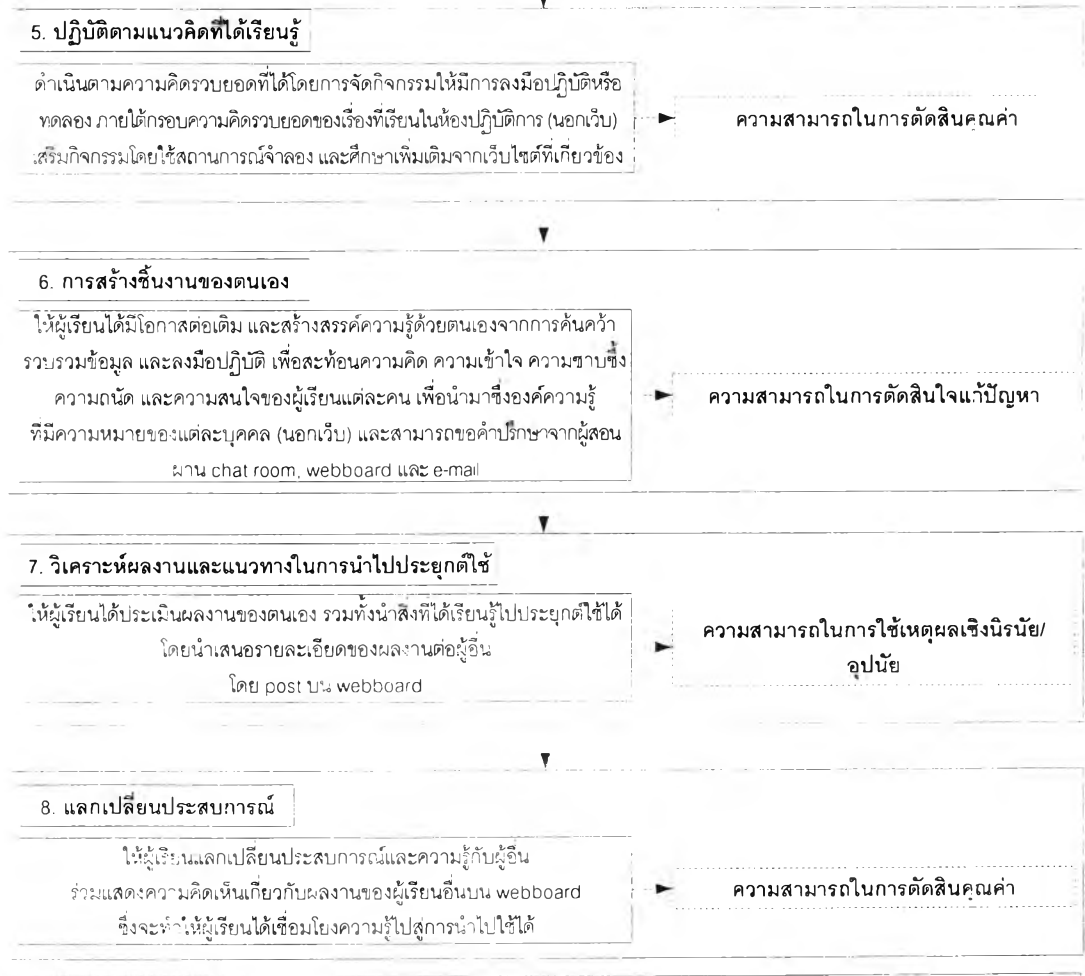 5. ปฏิบัติตามแนวคิดที่ได้เรียนรู้
ดำเนินตามความคิดรวบยอดที่ได้โดยการจัดกิจกรรมให้มีการลงมือปฏิบัติหรือ
ทดลอง ภายใต้กรอบความคิดรวบยอดของเรื่องที่เรียนในห้องปฏิบัติการ (นอกเว็บ)
เสริมกิจกรรมโดยใช้สถานการณ์จำลอง และศึกษาเพิ่มเติมจากเว็บไซต์ที่เกี่ยวข้อง
ความสามารถในการตัดสินคุณค่า
6. การสร้างชิ้นงานของตนเอง
ให้ผู้เรียนได้มีโอกาสต่อเติม และสร้างสรรค์ความรู้ด้วยตนเองจากการค้นคว้า
รวบรวมข้อมูล และลงมือปฏิบัติ เพื่อสะท้อนความคิด ความเข้าใจ ความซาบซึ้ง
ความถนัด และความสนใจของผู้เรียนแต่ละคน เพื่อนำมาซึ่งองค์ความรู้
ที่มีความหมายของแต่ละบุคคล (นอกเว็บ) และสามารถขอคำปรึกษาจากผู้สอน
ผ่าน chat room, webboard และ e-mail
ความสามารถในการตัดสินใจแก้ปัญหา
7. วิเคราะห์ผลงานและแนวทางในการนำไปประยุกต์ใช้
ให้ผู้เรียนได้ประเมินผลงานของตนเอง รวมทั้งนำสิ่งที่ได้เรียนรู้ไปประยุกต์ใช้ได้
โดยนำเสนอรายละเอียดของผลงานต่อผู้อื่น
โดย post บน webboard
ความสามารถในการใช้เหตุผลเชิงนิรนัย/
อุปนัย
8. แลกเปลี่ยนประสบการณ์
ให้ผู้เรียนแลกเปลี่ยนประสบการณ์และความรู้กับผู้อื่น
ร่วมแสดงความคิดเห็นเกี่ยวกับผลงานของผู้เรียนอื่นบน webboard
ซึ่งจะทำให้ผู้เรียนได้เชื่อมโยงความรู้ไปสู่การนำไปใช้ได้
ความสามารถในการตัดสินคุณค่า